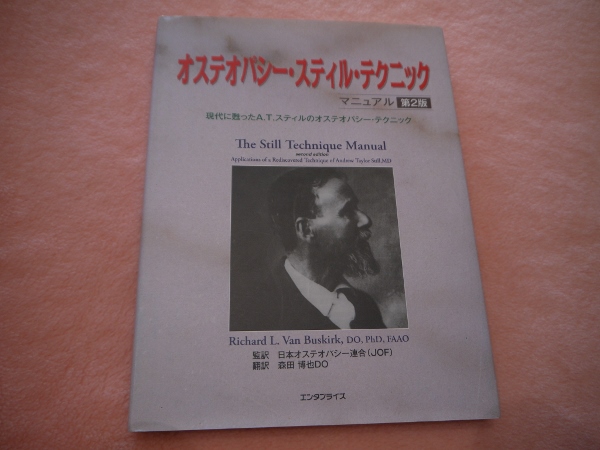 オステオパシー・スティル・テクニック
マニュアル 第2版
現代に甦ったA.T.スティルのオステオパシー・テクニック
The Still Technique Manual
second edition
Applications of a Rediscovered Technique of Andrew Taylor Still, MD
Richard L. Van Buskirk, DO, PhD, FAAO
監訳 日本オステオパシー連合(JOF)
翻訳 森田 博也DO
エンタプライズ